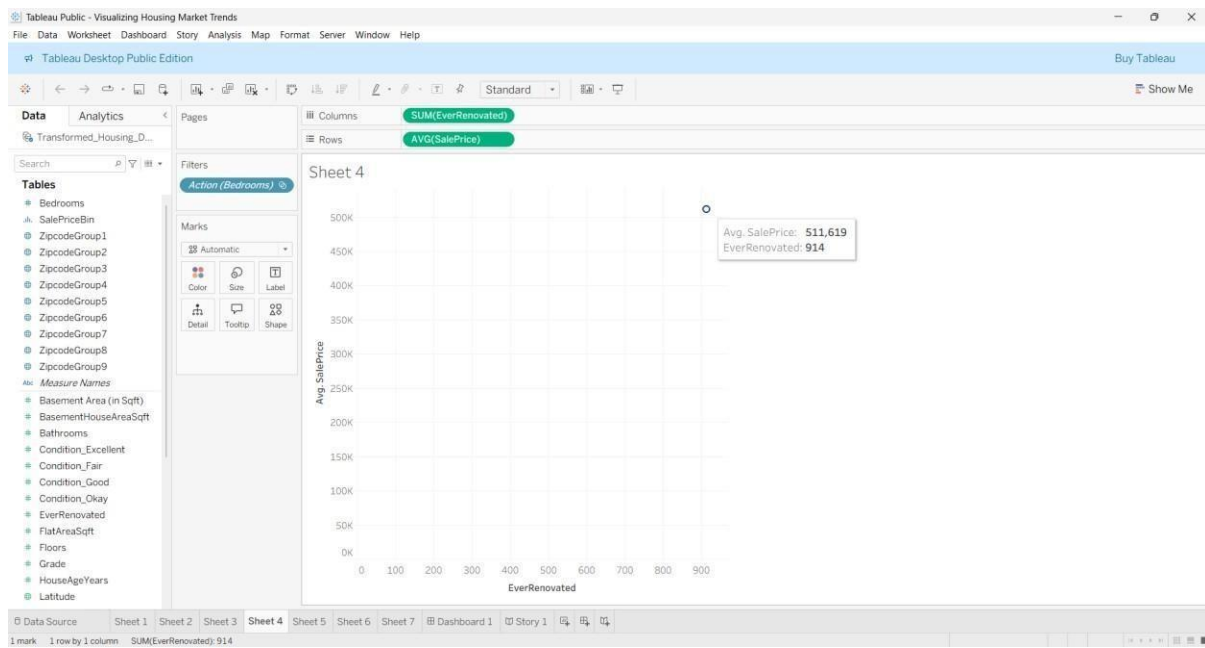 Tableau Public - Visualizing Housing Market Trends
File Data Worksheet Dashboard Story Analysis Map Format Server Window Help
Tableau Desktop Public Edition Buy Tableau
Standard Show Me
Data Analytics
Transformed_Housing_D...
Search
Tables
# Bedrooms
SalePriceBin
ZipcodeGroup1
ZipcodeGroup2
ZipcodeGroup3
ZipcodeGroup4
ZipcodeGroup5
ZipcodeGroup6
ZipcodeGroup7
ZipcodeGroup8
ZipcodeGroup9
Abc Measure Names
# Basement Area (in Sqft)
# BasementHouseAreaSqft
# Bathrooms
# Condition_Excellent
# Condition_Fair
# Condition_Good
# Condition_Okay
# EverRenovated
# FlatAreaSqft
# Floors
# Grade
# HouseAgeYears
Latitude
Pages
Filters
Action (Bedrooms)
Marks
Automatic
Color Size Label
Detail Tooltip Shape
Columns SUM(EverRenovated)
Rows AVG(SalePrice)
Sheet 4
500K
450K
400K
350K
300K
250K
200K
150K
100K
50K
0K
Avg. SalePrice
0 100 200 300 400 500 600 700 800 900
EverRenovated
Avg. SalePrice: 511,619
EverRenovated: 914
Data Source Sheet 1 Sheet 2 Sheet 3 Sheet 4 Sheet 5 Sheet 6 Sheet 7 Dashboard 1 Story 1
1 mark 1 row by 1 column SUM(EverRenovated): 914